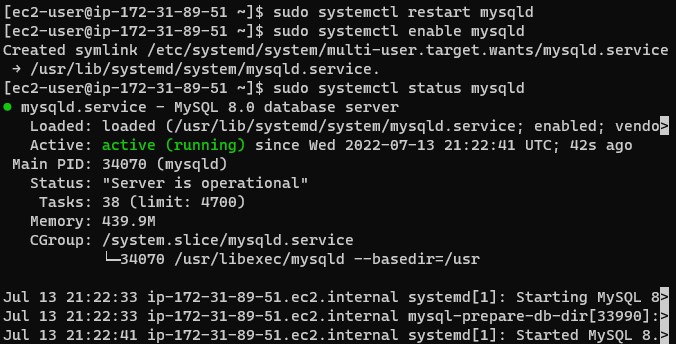 [ec2-user@ip-172-31-89-51 ~]$ sudo systemctl restart mysqld
[ec2-user@ip-172-31-89-51 ~]$ sudo systemctl enable mysqld
Created symlink /etc/systemd/system/multi-user.target.wants/mysqld.service
 → /usr/lib/systemd/system/mysqld.service.
[ec2-user@ip-172-31-89-51 ~]$ sudo systemctl status mysqld
● mysqld.service - MySQL 8.0 database server
   Loaded: loaded (/usr/lib/systemd/system/mysqld.service; enabled; vendo>
   Active: active (running) since Wed 2022-07-13 21:22:41 UTC; 42s ago
 Main PID: 34070 (mysqld)
   Status: "Server is operational"
    Tasks: 38 (limit: 4700)
   Memory: 439.9M
   CGroup: /system.slice/mysqld.service
           └─34070 /usr/libexec/mysqld --basedir=/usr

Jul 13 21:22:33 ip-172-31-89-51.ec2.internal systemd[1]: Starting MySQL 8>
Jul 13 21:22:33 ip-172-31-89-51.ec2.internal mysql-prepare-db-dir[33990]:>
Jul 13 21:22:41 ip-172-31-89-51.ec2.internal systemd[1]: Started MySQL 8.>